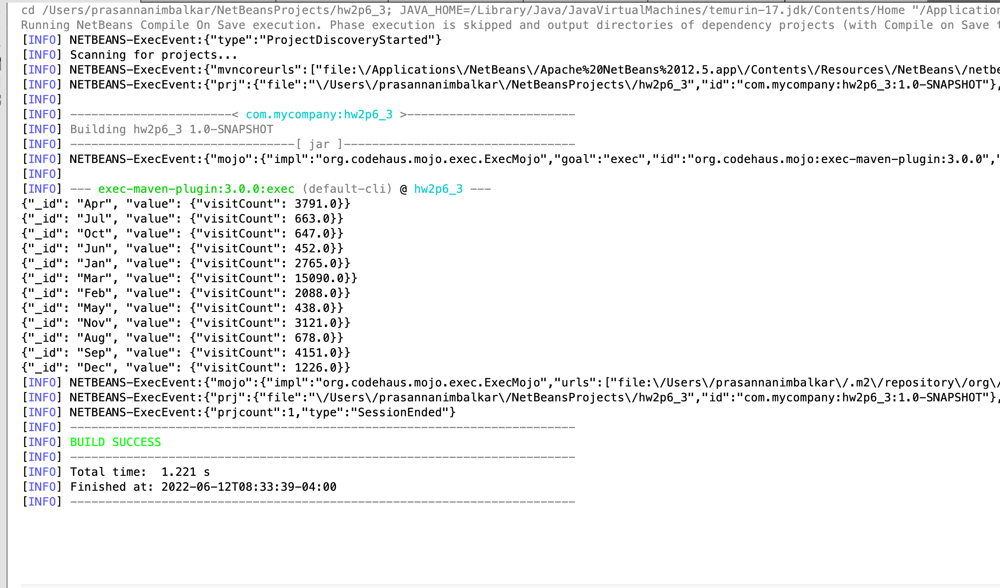 cd /Users/prasannanimbalkar/NetBeansProjects/hw2p6_3; JAVA_HOME=/Library/Java/JavaVirtualMachines/temurin-17.jdk/Contents/Home "/Application
Running NetBeans Compile On Save execution. Phase execution is skipped and output directories of dependency projects (with Compile on Save t
[INFO] NETBEANS-ExecEvent:{"type":"ProjectDiscoveryStarted"}
[INFO] Scanning for projects...
[INFO] NETBEANS-ExecEvent:{"mvncoreurls":["file:\/Applications\/NetBeans\/Apache%20NetBeans%2012.5.app\/Contents\/Resources\/NetBeans\/netbe
[INFO] NETBEANS-ExecEvent:{"prj":{"file":"\/Users\/prasannanimbalkar\/NetBeansProjects\/hw2p6_3","id":"com.mycompany:hw2p6_3:1.0-SNAPSHOT"},
[INFO]
[INFO] -----------------------< com.mycompany:hw2p6_3 >------------------------
[INFO] Building hw2p6_3 1.0-SNAPSHOT
[INFO] --------------------------------[ jar ]---------------------------------
[INFO] NETBEANS-ExecEvent:{"mojo":{"impl":"org.codehaus.mojo.exec.ExecMojo","goal":"exec","id":"org.codehaus.mojo:exec-maven-plugin:3.0.0","
[INFO]
[INFO] --- exec-maven-plugin:3.0.0:exec (default-cli) @ hw2p6_3 ---
{"_id": "Apr", "value": {"visitCount": 3791.0}}
{"_id": "Jul", "value": {"visitCount": 663.0}}
{"_id": "Oct", "value": {"visitCount": 647.0}}
{"_id": "Jun", "value": {"visitCount": 452.0}}
{"_id": "Jan", "value": {"visitCount": 2765.0}}
{"_id": "Mar", "value": {"visitCount": 15090.0}}
{"_id": "Feb", "value": {"visitCount": 2088.0}}
{"_id": "May", "value": {"visitCount": 438.0}}
{"_id": "Nov", "value": {"visitCount": 3121.0}}
{"_id": "Aug", "value": {"visitCount": 678.0}}
{"_id": "Sep", "value": {"visitCount": 4151.0}}
{"_id": "Dec", "value": {"visitCount": 1226.0}}
[INFO] NETBEANS-ExecEvent:{"mojo":{"impl":"org.codehaus.mojo.exec.ExecMojo","urls":["file:\/Users\/prasannanimbalkar\/.m2\/repository\/org\/
[INFO] NETBEANS-ExecEvent:{"prj":{"file":"\/Users\/prasannanimbalkar\/NetBeansProjects\/hw2p6_3","id":"com.mycompany:hw2p6_3:1.0-SNAPSHOT"},
[INFO] NETBEANS-ExecEvent:{"prjcount":1,"type":"SessionEnded"}
[INFO] ------------------------------------------------------------------------
[INFO] BUILD SUCCESS
[INFO] ------------------------------------------------------------------------
[INFO] Total time:  1.221 s
[INFO] Finished at: 2022-06-12T08:33:39-04:00
[INFO] ------------------------------------------------------------------------